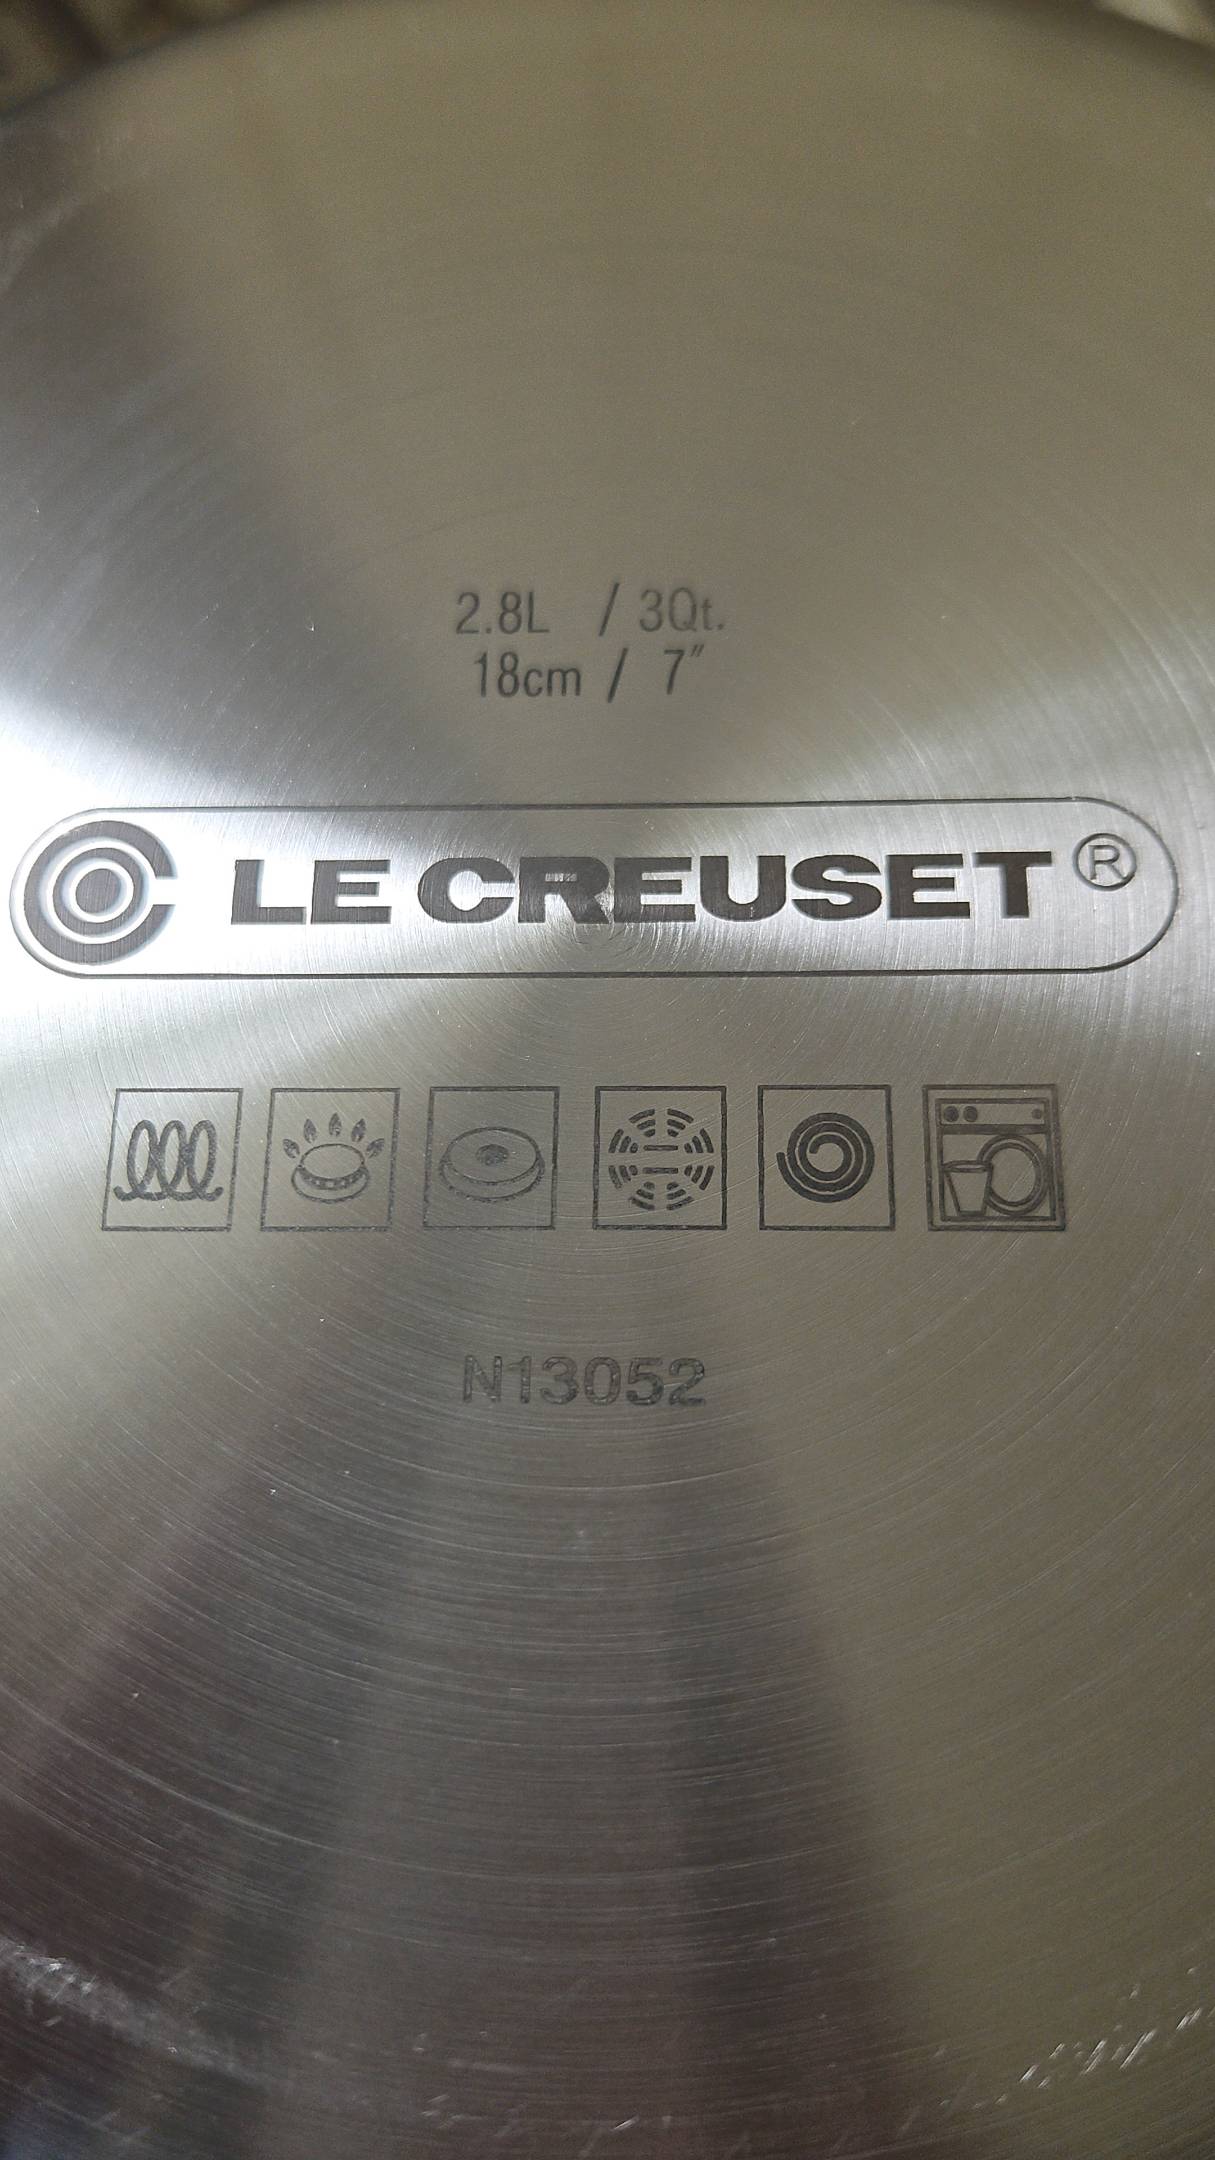 2.8L / 3Qt.
18cm / 7"
LE CREUSET ®
N13052